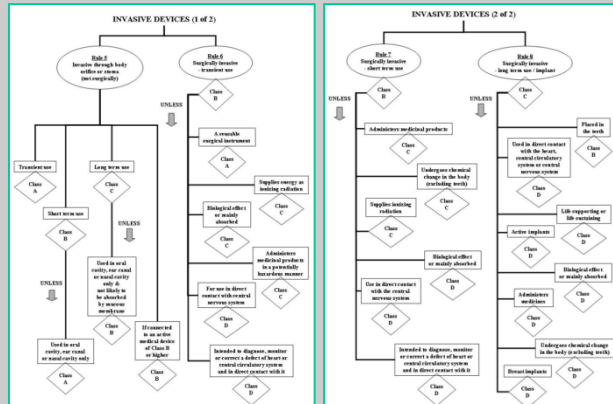 INVASIVE DEVICES (1 of 2)
Rule 5
Invasive through body
orifice or stoma
(not surgically)
Rule 6
Surgically invasive
- transient use
Class
B
UNLESS
A reusable
surgical instrument
Class
A
Transient use
Class
A
Long term use
Class
C
Supplies energy as
ionizing radiation
Class
C
Short term use
Class
B
Biological effect
or mainly
absorbed
Class
C
UNLESS
Administers
medicinal products
in a potentially
hazardous manner
Class
C
Used in oral
cavity, ear canal
or nasal cavity
only &
not likely to
be absorbed
by mucous
membrane
Class
B
For use in direct
contact with central
nervous system
Class
D
UNLESS
If connected
to an active
medical device
of Class B
or higher
Class
B
Used in oral
cavity, ear canal
or nasal cavity only
Class
A
Intended to diagnose, monitor
or correct a defect of heart or
central circulatory system
and in direct contact with it
Class
D
INVASIVE DEVICES (2 of 2)
Rule 7
Surgically invasive
- short term use
Class
B
Rule 8
Surgically invasive
- long term use / implant
Class
C
UNLESS
UNLESS
Administers medicinal products
Class
C
Placed in
the teeth
Class
B
Used in direct contact
with the heart,
central circulatory
system or central
nervous system
Class
D
Undergoes chemical
change in the body
(excluding teeth)
Class
C
Supplies ionizing
radiation
Class
C
Life supporting or
life-sustaining
Class
D
Active implants
Class
D
Biological effect
or mainly absorbed
Class
D
Biological effect
or mainly absorbed
Class
D
Use in direct contact
with the central
nervous system
Class
D
Administers
medicines
Class
D
Intended to diagnose, monitor
or correct a defect of heart or
central circulatory system
and in direct contact with it
Class
D
Undergoes chemical change
in the body (excluding teeth)
Class
D
Breast implants
Class
D